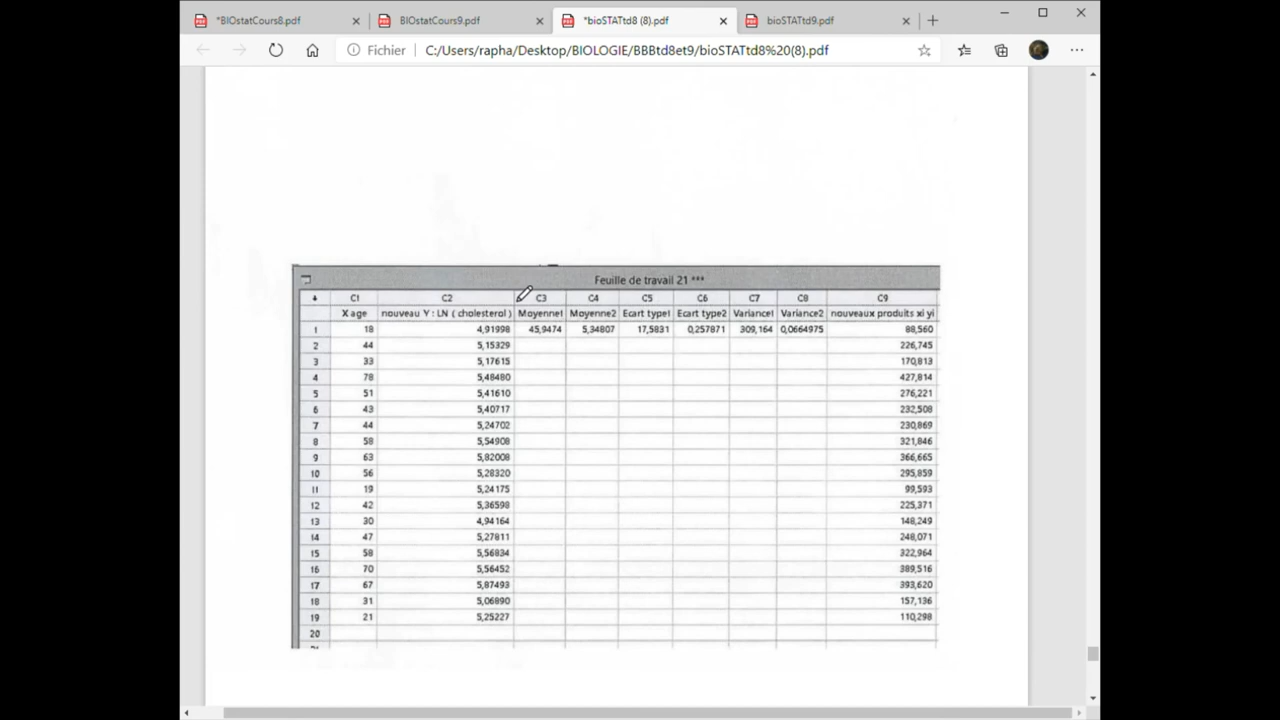 *BIOstatCours8.pdf
BIOstatCours9.pdf
*bioSTATtd8 (8).pdf
bioSTATtd9.pdf
Fichier C:/Users/rapha/Desktop/BIOLOGIE/BBBtd8et9/bioSTATtd8%20(8).pdf
Feuille de travail 21 ***
C1 C2 C3 C4 C5 C6 C7 C8 C9
X age nouveau Y : LN ( cholesterol ) Moyenne1 Moyenne2 Ecart type1 Ecart type2 Variance1 Variance2 nouveaux produits xi yi
1 18 4,91998 45,9474 5,34807 17,5831 0,257871 309,164 0,0664975 88,560
2 44 5,15329 226,745
3 33 5,17615 170,813
4 78 5,48480 427,814
5 51 5,41610 276,221
6 43 5,40717 232,508
7 44 5,24702 230,869
8 58 5,54908 321,846
9 63 5,82008 366,665
10 56 5,28320 295,859
11 19 5,24175 99,593
12 42 5,36598 225,371
13 30 4,94164 148,249
14 47 5,27811 248,071
15 58 5,56834 322,964
16 70 5,56452 389,516
17 67 5,87493 393,620
18 31 5,06890 157,136
19 21 5,25227 110,298
20